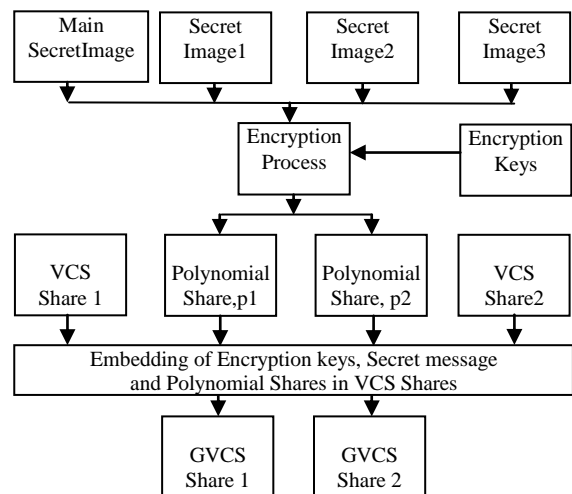 Main
SecretImage
Secret
Image1
Secret
Image2
Secret
Image3
Encryption
Process
Encryption
Keys
VCS
Share 1
Polynomial
Share,p1
Polynomial
Share, p2
VCS
Share2
Embedding of Encryption keys, Secret message
and Polynomial Shares in VCS Shares
GVCS
Share 1
GVCS
Share 2